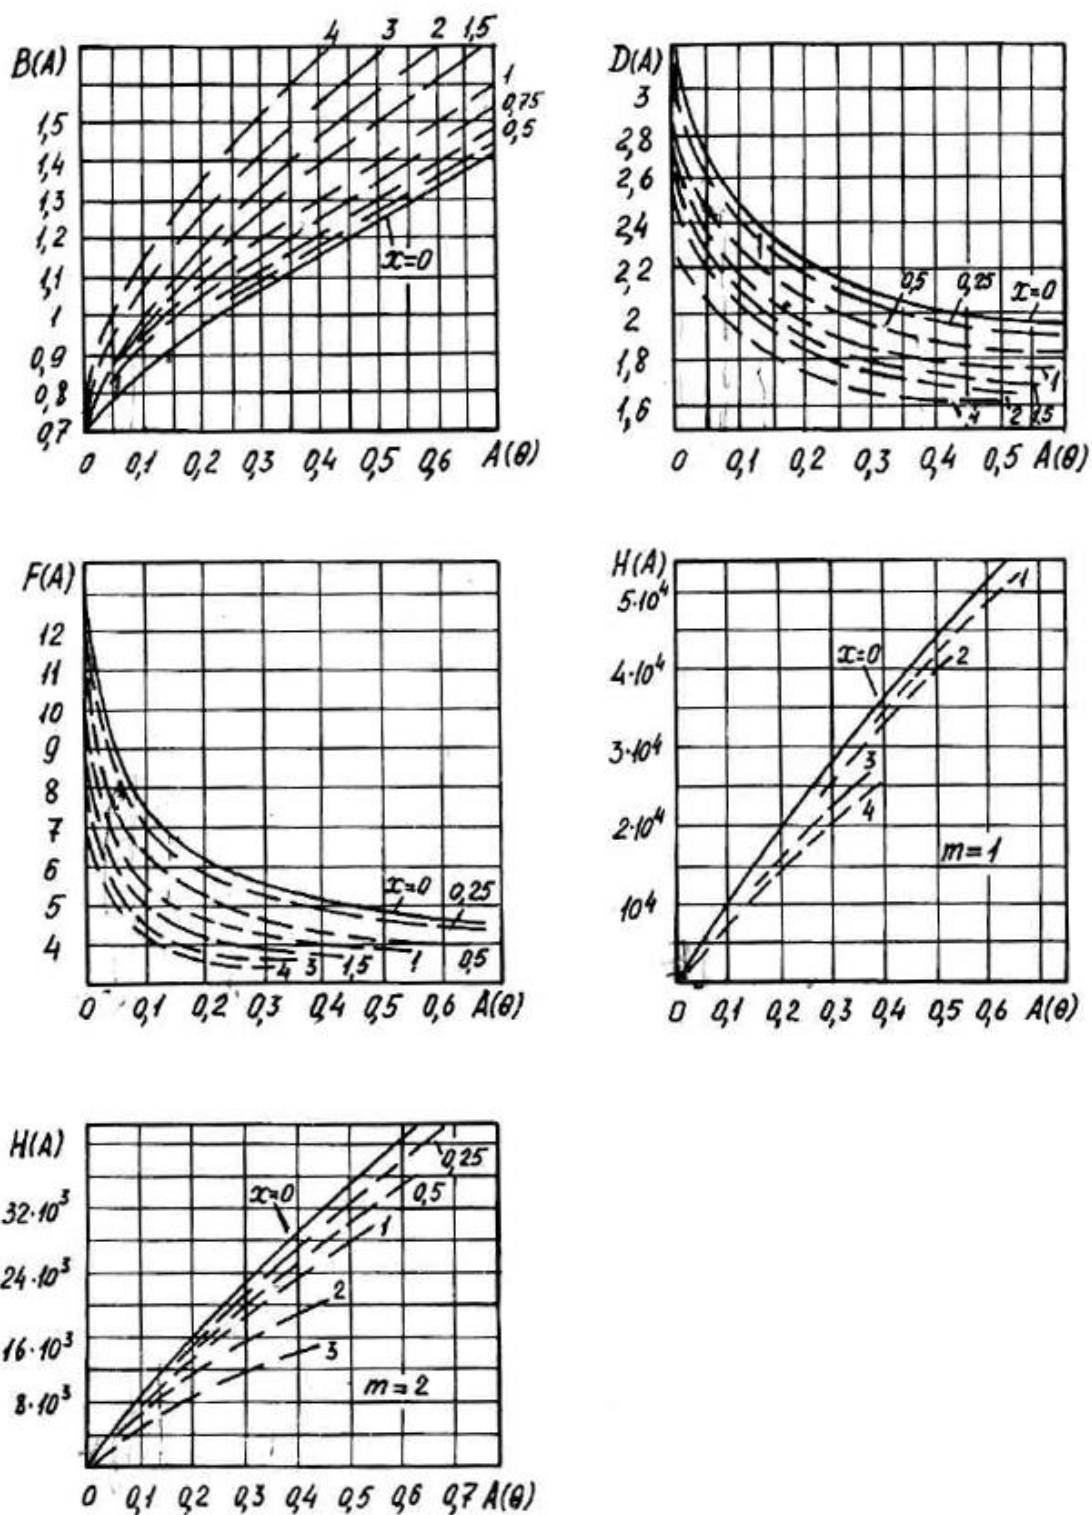 B(A)
4 3 2 1,5
1
0,75
0,5
1,5
1,4
1,3
1,2
1,1
1
0,9
0,8
0,7
x=0
0 0,1 0,2 0,3 0,4 0,5 0,6 A(θ)
D(A)
3
2,8
2,6
2,4
2,2
2
1,8
1,6
0,5 0,25 x=0
1
4 2 1,5
0 0,1 0,2 0,3 0,4 0,5 A(θ)
F(A)
12
11
10
9
8
7
6
5
4
x=0 0,25
4 3 1,5 1 0,5
0 0,1 0,2 0,3 0,4 0,5 0,6 A(θ)
H(A)
5·10⁴
4·10⁴
3·10⁴
2·10⁴
10⁴
1
x=0
2
3
4
m=1
0 0,1 0,2 0,3 0,4 0,5 0,6 A(θ)
H(A)
32·10³
24·10³
16·10³
8·10³
0,25
x=0
0,5
1
2
3
m=2
0 0,1 0,2 0,3 0,4 0,5 0,6 0,7 A(θ)